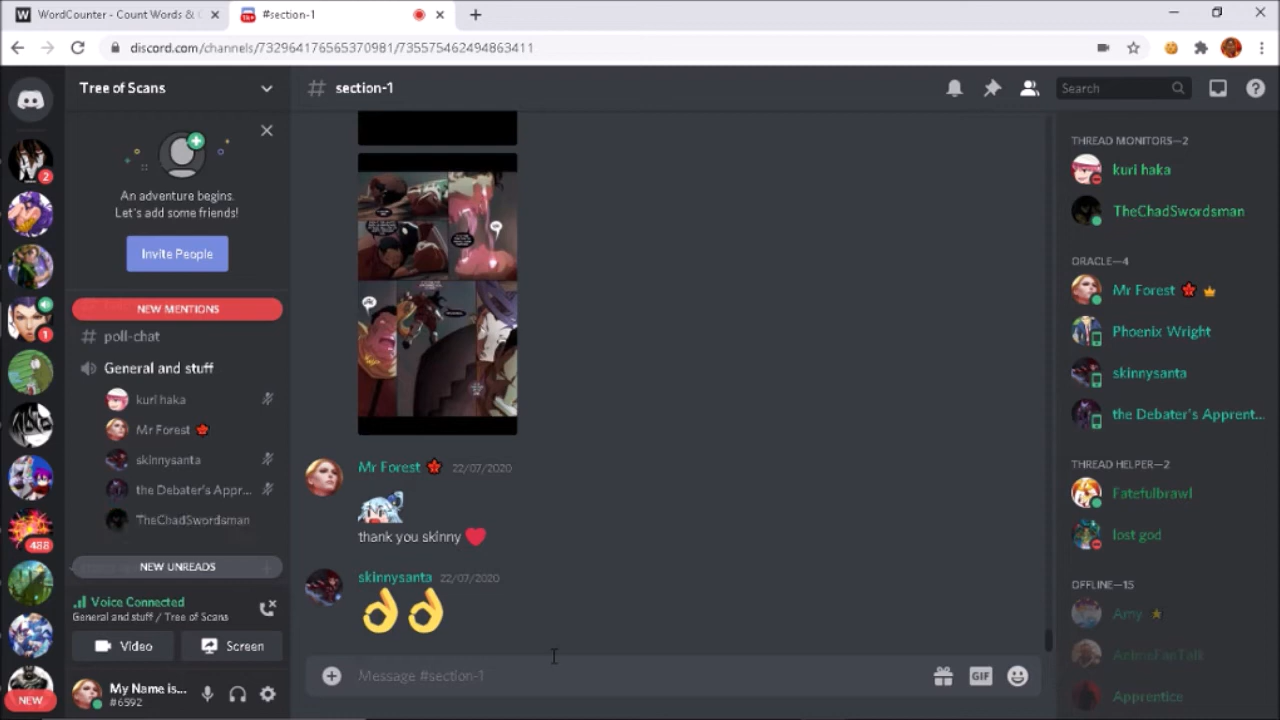 WordCounter - Count Words & C
#section-1
discord.com/channels/732964176565370981/735575462494863411
Tree of Scans
section-1
Search
An adventure begins.
Let's add some friends!
Invite People
NEW MENTIONS
poll-chat
General and stuff
kuri haka
Mr Forest
skinnysanta
the Debater's Appr...
TheChadSwordsman
NEW UNREADS
Voice Connected
General and stuff / Tree of Scans
Video
Screen
My Name is...
#6592
2
1
488
NEW
Mr Forest 22/07/2020
thank you skinny
skinnysanta 22/07/2020
Message #section-1
GIF
THREAD MONITORS—2
kuri haka
TheChadSwordsman
ORACLE—4
Mr Forest
Phoenix Wright
skinnysanta
the Debater's Apprent...
THREAD HELPER—2
Fatefulbrawl
lost god
OFFLINE—15
Amy
AnimeFanTalk
Apprentice